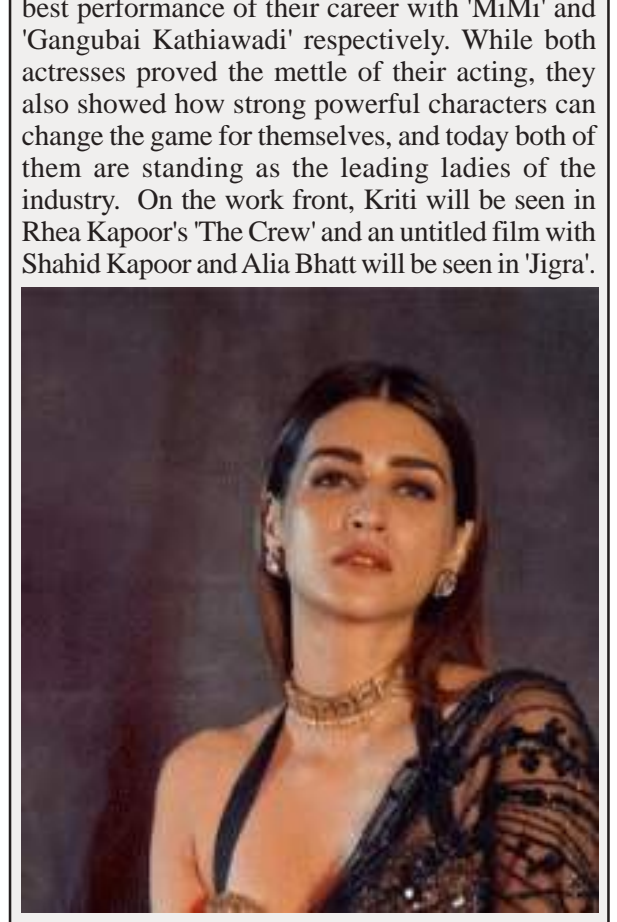 best performance of their career with 'MiMi' and
'Gangubai Kathiawadi' respectively. While both
actresses proved the mettle of their acting, they
also showed how strong powerful characters can
change the game for themselves, and today both of
them are standing as the leading ladies of the
industry.  On the work front, Kriti will be seen in
Rhea Kapoor's 'The Crew' and an untitled film with
Shahid Kapoor and Alia Bhatt will be seen in 'Jigra'.